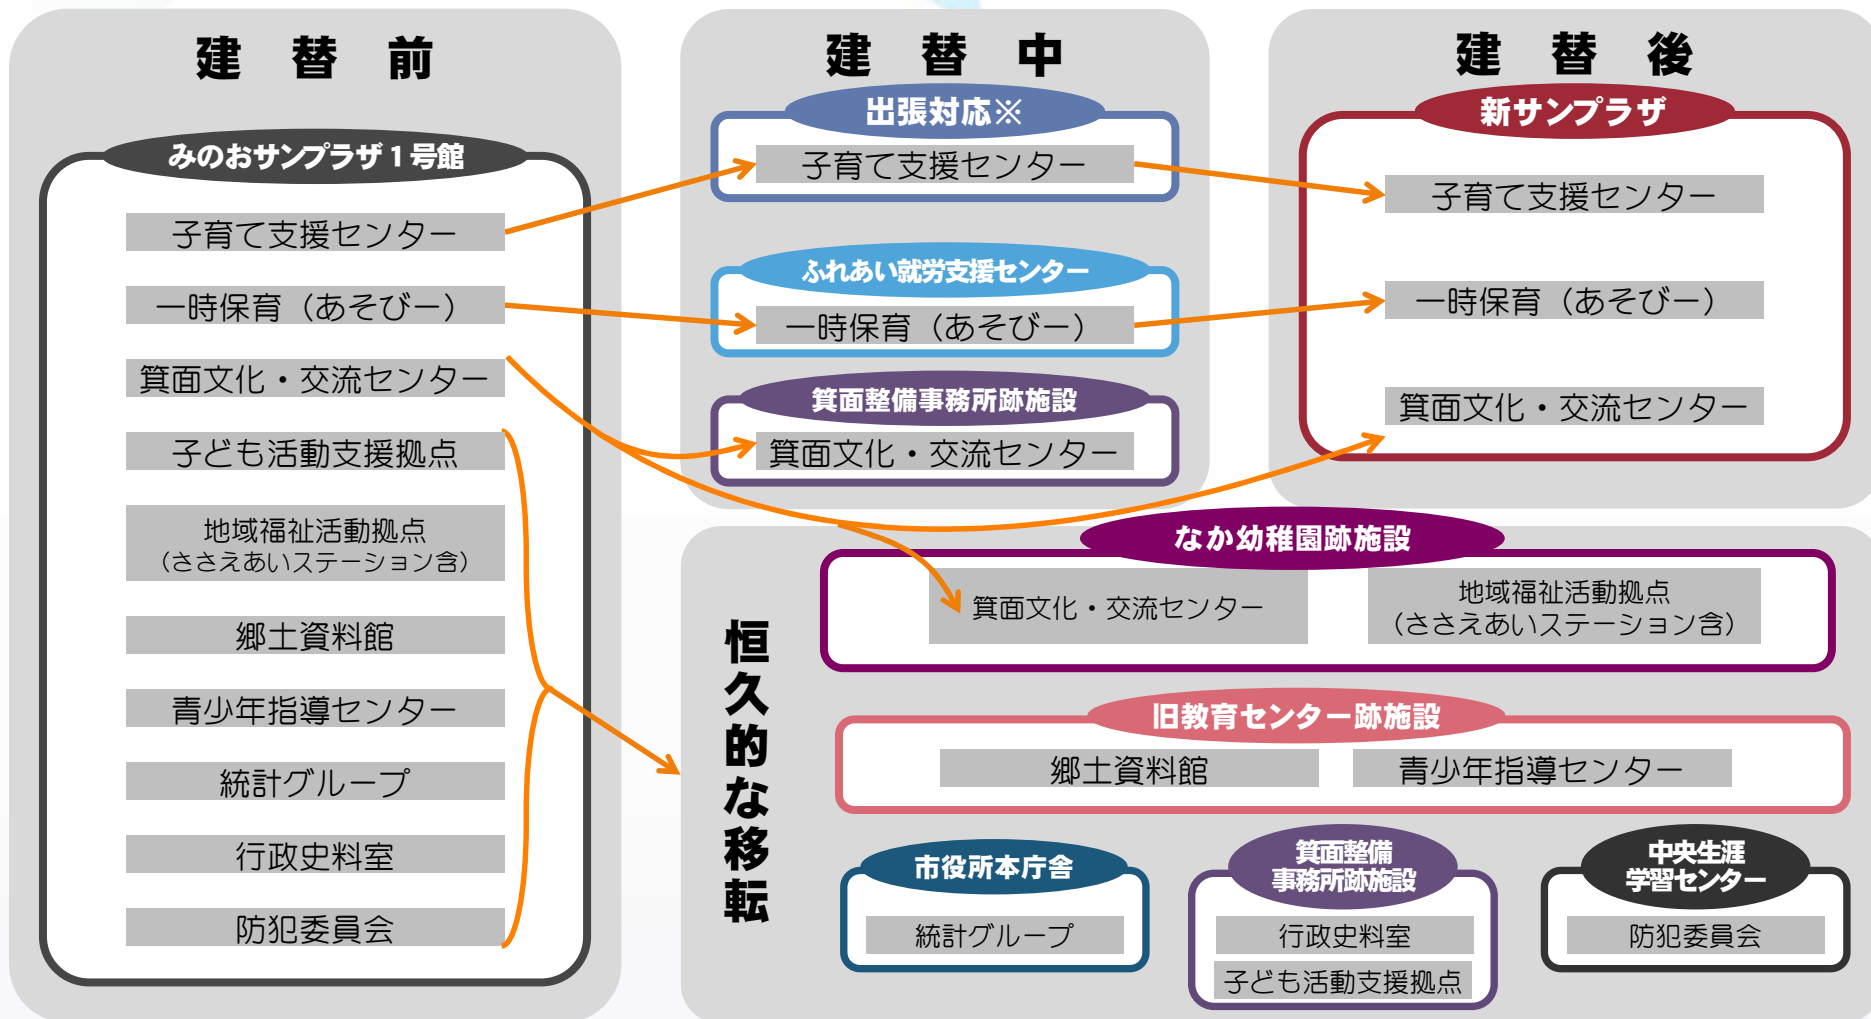 建替前
みのおサンプラザ１号館
子育て支援センター
一時保育（あそびー）
箕面文化・交流センター
子ども活動支援拠点
地域福祉活動拠点
（ささえあいステーション含）
郷土資料館
青少年指導センター
統計グループ
行政史料室
防犯委員会
建替中
出張対応※
子育て支援センター
ふれあい就労支援センター
一時保育（あそびー）
箕面整備事務所跡施設
箕面文化・交流センター
建替後
新サンプラザ
子育て支援センター
一時保育（あそびー）
箕面文化・交流センター
恒久的な移転
なか幼稚園跡施設
箕面文化・交流センター
地域福祉活動拠点
（ささえあいステーション含）
旧教育センター跡施設
郷土資料館
青少年指導センター
市役所本庁舎
統計グループ
箕面整備
事務所跡施設
行政史料室
子ども活動支援拠点
中央生涯
学習センター
防犯委員会